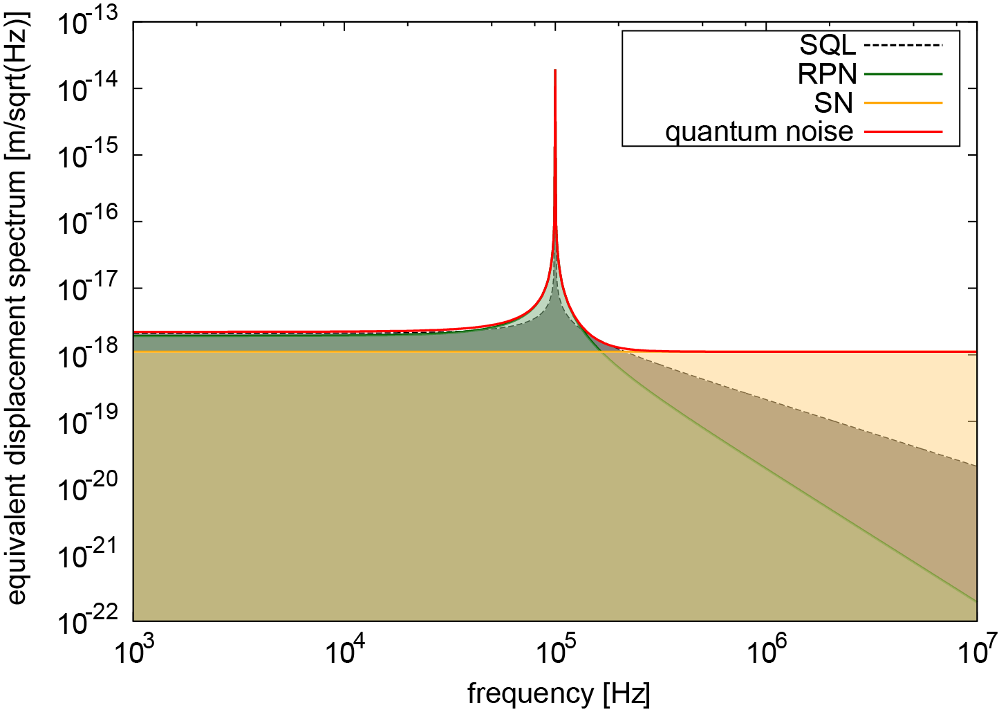 equivalent displacement spectrum [m/sqrt(Hz)]
10-13
10-14
10-15
10-16
10-17
10-18
10-19
10-20
10-21
10-22
SQL
RPN
SN
quantum noise
103 104 105 106 107
frequency [Hz]